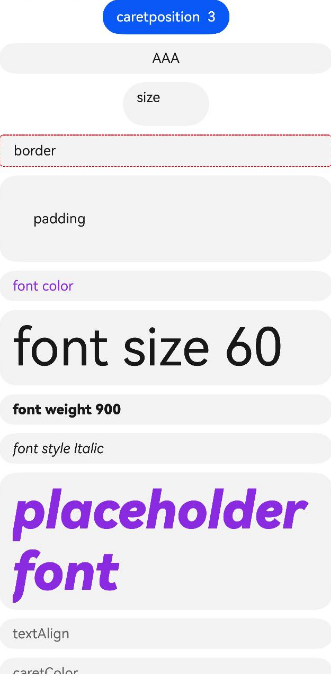 caretposition 3
AAA
size
border
padding
font color
font size 60
font weight 900
font style Italic
placeholder
font
textAlign
caretColor